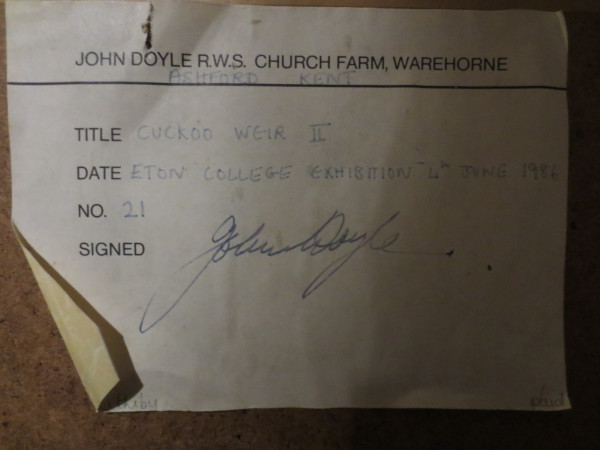 JOHN DOYLE R.W.S. CHURCH FARM, WAREHORNE
ASHFORD KENT
TITLE CUCKOO WEIR II
DATE ETON COLLEGE EXHIBITION 4th JUNE 1986
NO. 21
SIGNED John Doyle
paid